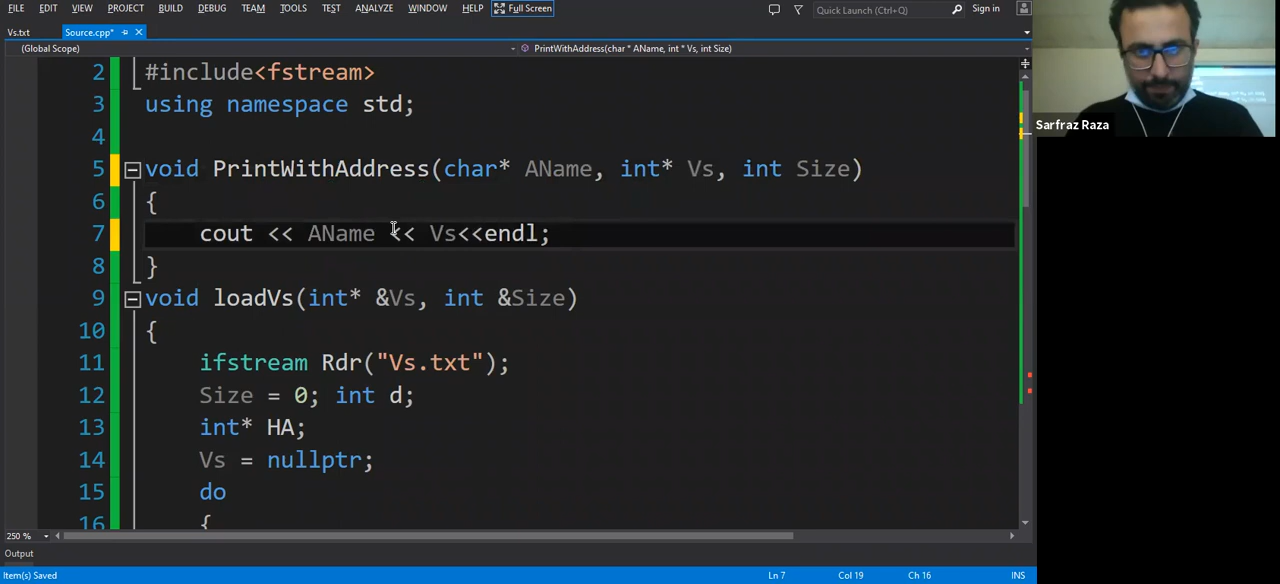 FILE EDIT VIEW PROJECT BUILD DEBUG TEAM TOOLS TEST ANALYZE WINDOW HELP Full Screen Quick Launch (Ctrl+Q) Sign in
Vs.txt Source.cpp*
(Global Scope) PrintWithAddress(char * AName, int * Vs, int Size)
2 #include<fstream>
3 using namespace std;
4
5 void PrintWithAddress(char* AName, int* Vs, int Size)
6 {
7 cout << AName << Vs<<endl;
8 }
9 void loadVs(int* &Vs, int &Size)
10 {
11 ifstream Rdr("Vs.txt");
12 Size = 0; int d;
13 int* HA;
14 Vs = nullptr;
15 do
16 {
250 %
Output
Item(s) Saved Ln 7 Col 19 Ch 16 INS
Sarfraz Raza